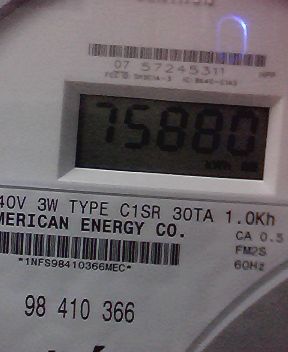 07 57245311
75880
kWh
40V 3W TYPE C1SR 30TA 1.0Kh
MERICAN ENERGY CO.
CA 0.5
FM2S
60Hz
*1NFS98410366MEC*
98 410 366